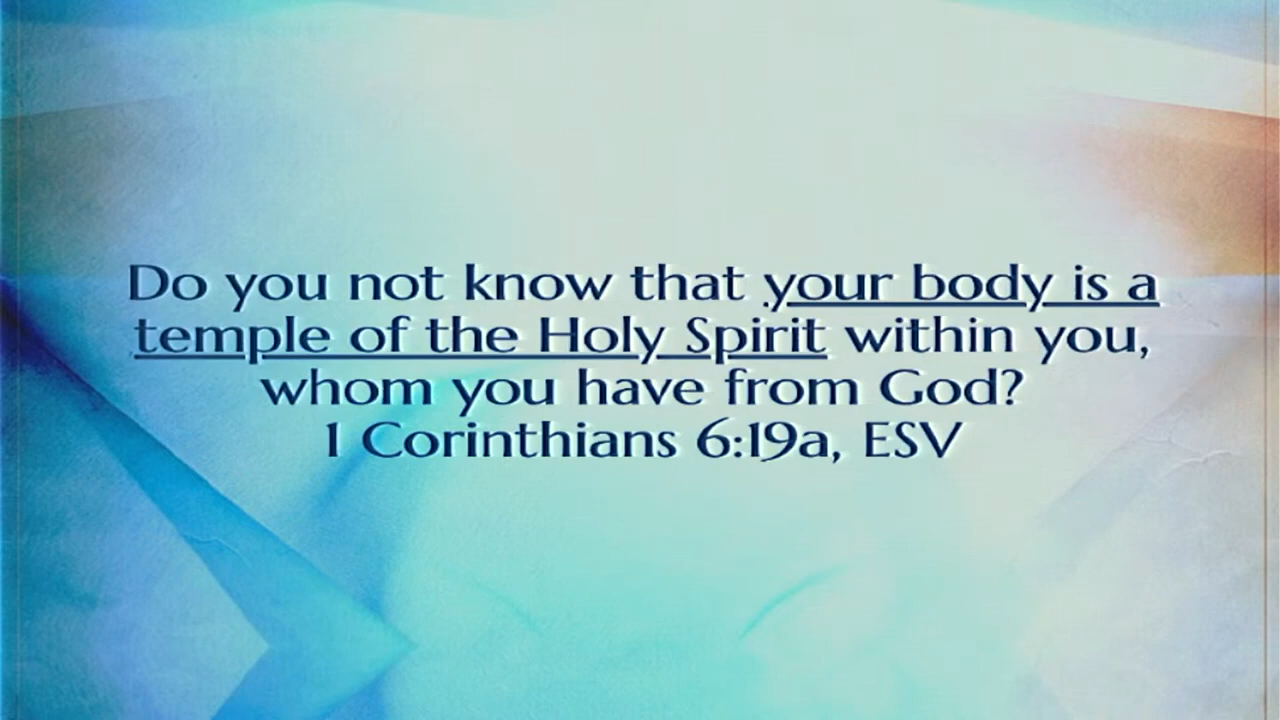 Do you not know that your body is a
temple of the Holy Spirit within you,
whom you have from God?
1 Corinthians 6:19a, ESV